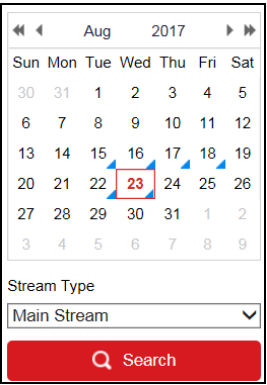 Aug 2017
Sun Mon Tue Wed Thu Fri Sat
30 31 1 2 3 4 5
6 7 8 9 10 11 12
13 14 15 16 17 18 19
20 21 22 23 24 25 26
27 28 29 30 31 1 2
3 4 5 6 7 8 9
Stream Type
Main Stream
Search